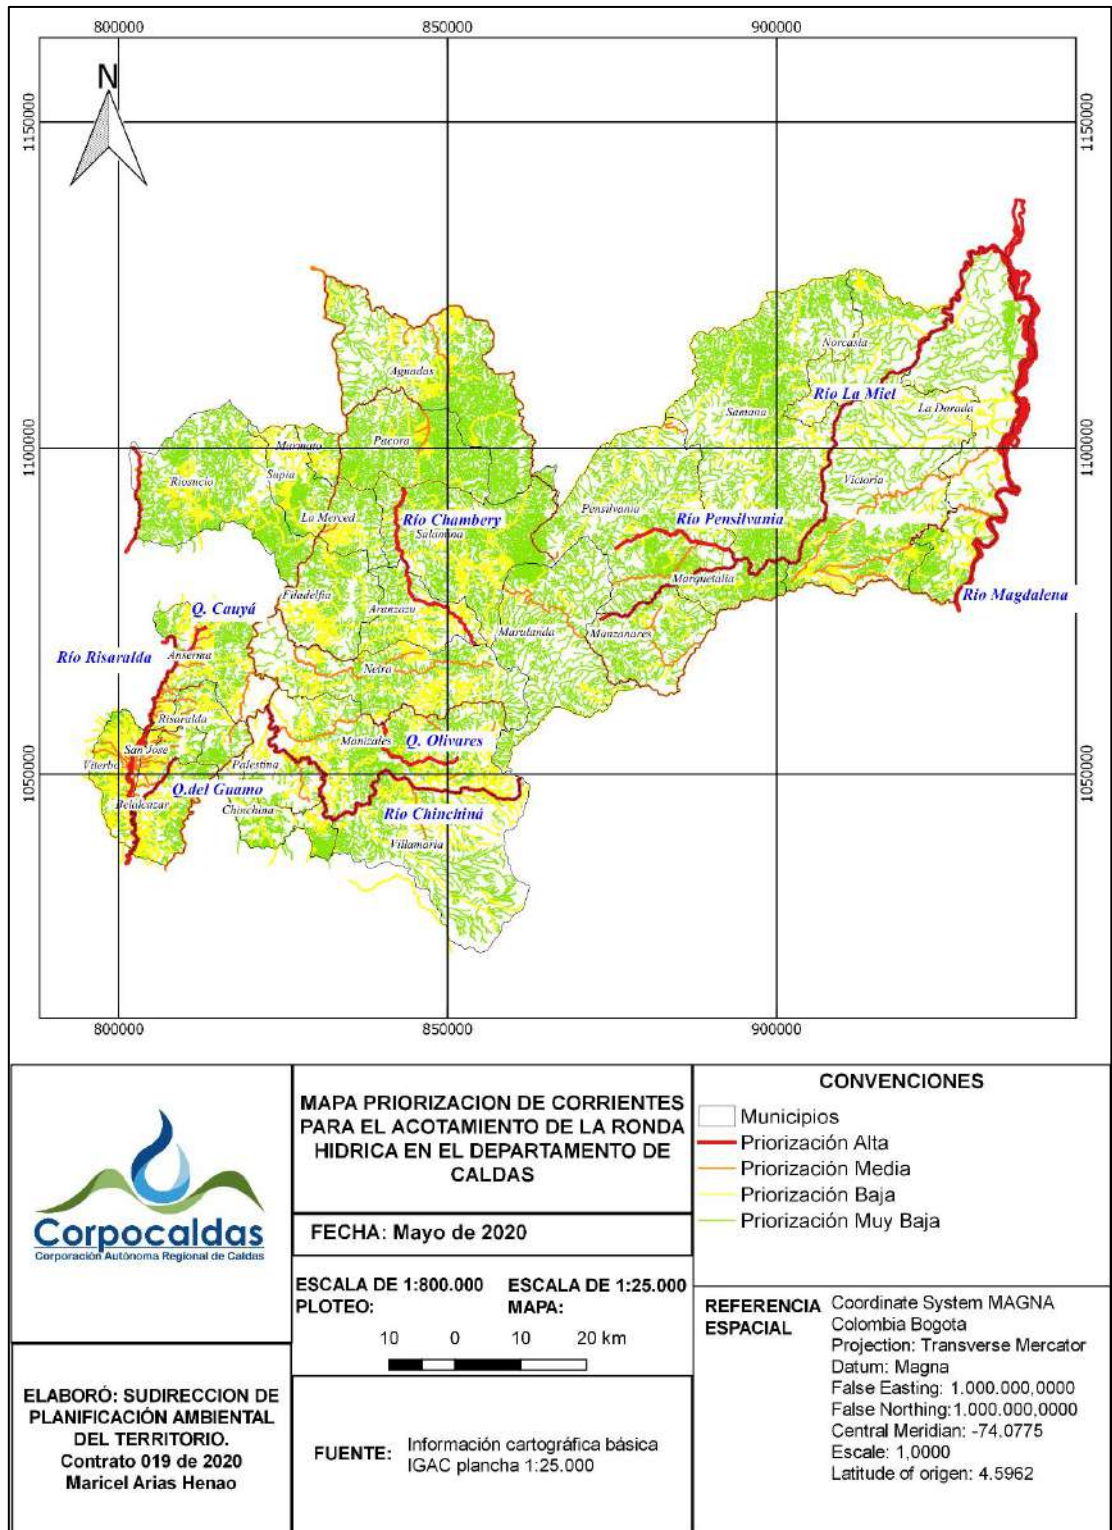 800000
850000
900000
N
1150000
1150000
Norcasia
Aguadas
Río La Miel
La Dorada
Samana
Pacora
Marmato
1100000
1100000
Supia
Riosucio
Victoria
La Merced
Pensilvania
Río Chambery
Río Pensilvania
Salamina
Marquetalia
Filadelfia
Río Magdalena
Q. Cauyá
Aranzazu
Marulanda
Manzanares
Río Risaralda
Anserma
Neira
Risaralda
Manizales
Q. Olivares
San José
Viterbo
Palestina
1050000
1050000
Q.del Guamo
Belalcazar
Chinchina
Río Chinchiná
Villamaria
800000
850000
900000
Corpocaldas
Corporación Autónoma Regional de Caldas
ELABORÓ: SUDIRECCION DE
PLANIFICACIÓN AMBIENTAL
DEL TERRITORIO.
Contrato 019 de 2020
Maricel Arias Henao
MAPA PRIORIZACION DE CORRIENTES
PARA EL ACOTAMIENTO DE LA RONDA
HIDRICA EN EL DEPARTAMENTO DE
CALDAS
FECHA: Mayo de 2020
ESCALA DE 1:800.000
PLOTEO:
ESCALA DE 1:25.000
MAPA:
10 0 10 20 km
FUENTE: Información cartográfica básica
IGAC plancha 1:25.000
CONVENCIONES
Municipios
Priorización Alta
Priorización Media
Priorización Baja
Priorización Muy Baja
REFERENCIA
ESPACIAL
Coordinate System MAGNA
Colombia Bogota
Projection: Transverse Mercator
Datum: Magna
False Easting: 1.000.000,0000
False Northing:1.000.000,0000
Central Meridian: -74.0775
Escale: 1,0000
Latitude of origen: 4.5962